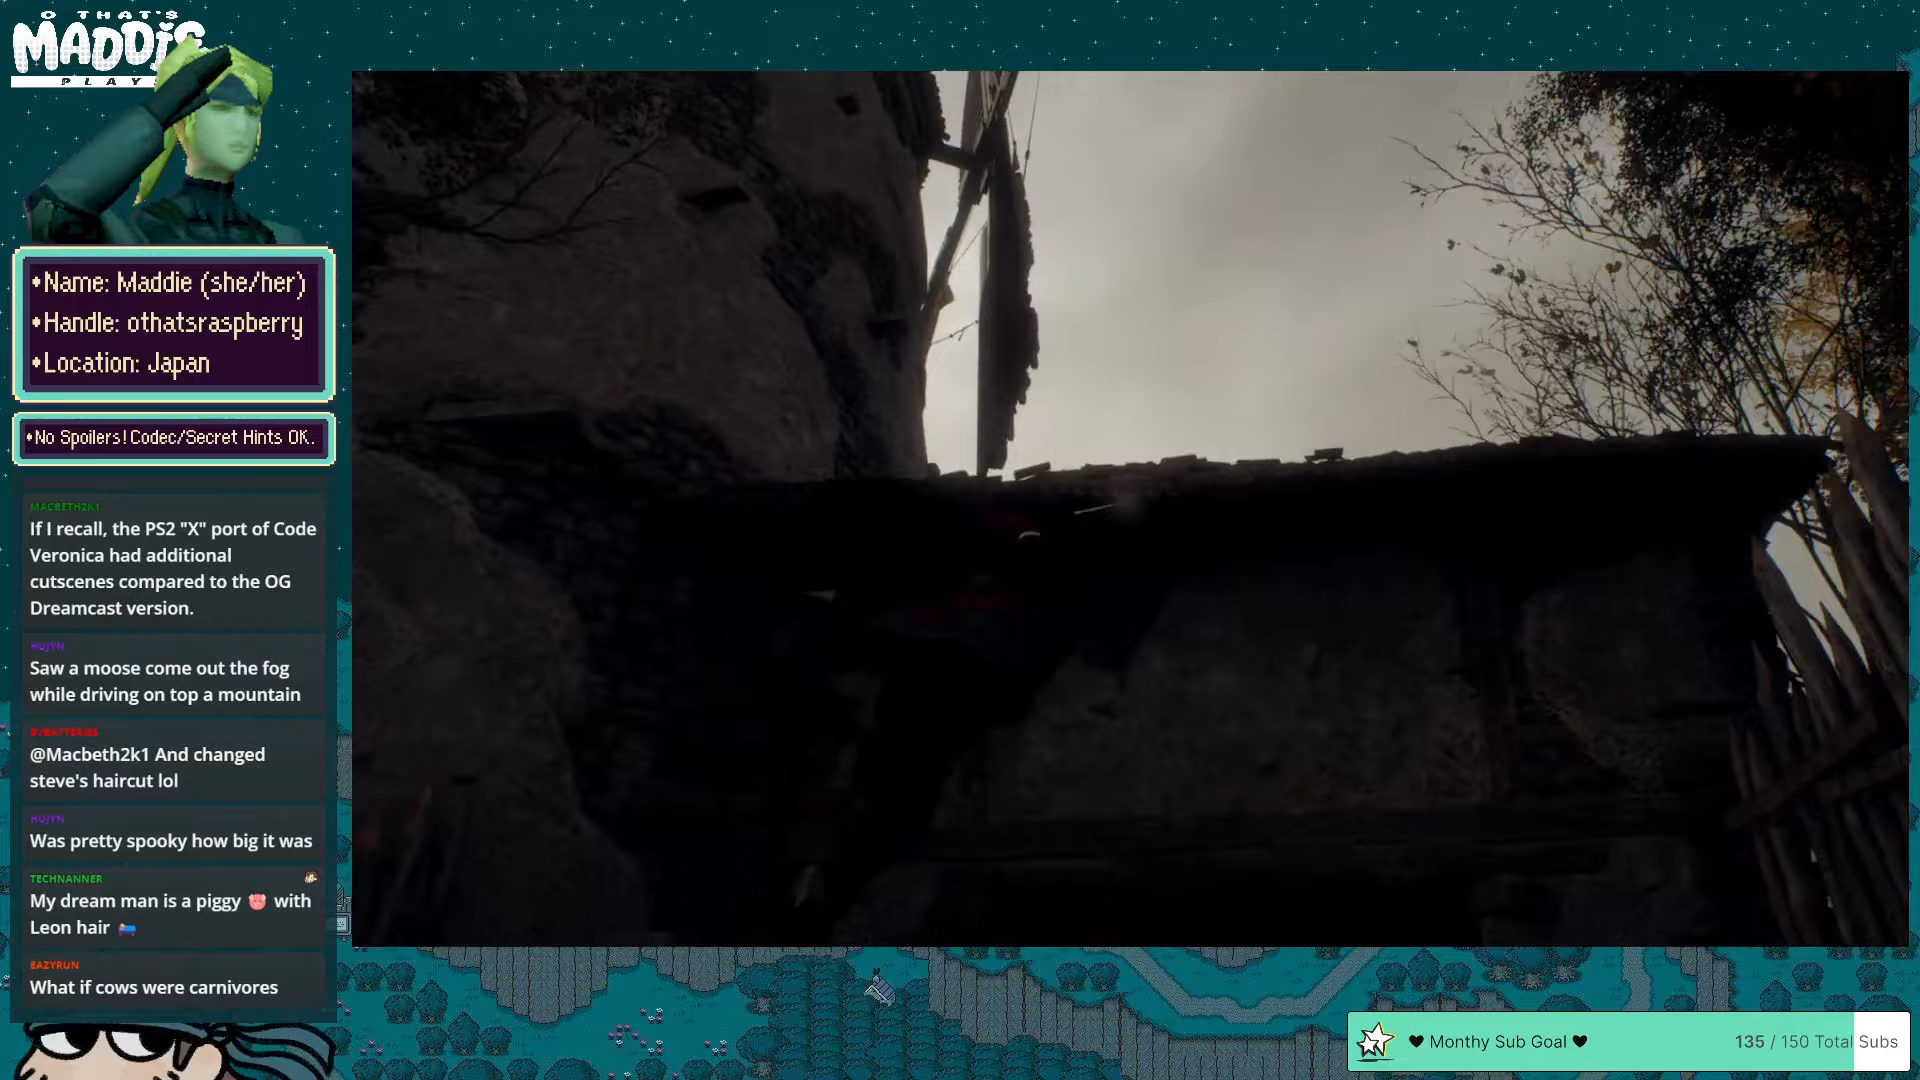 O THAT'S
MADDIE
PLAY
•Name: Maddie (she/her)
•Handle: othatsraspberry
•Location: Japan
•No Spoilers! Codec/Secret Hints OK.
MACBETH2K1
If I recall, the PS2 "X" port of Code
Veronica had additional
cutscenes compared to the OG
Dreamcast version.
HUJYN
Saw a moose come out the fog
while driving on top a mountain
@Macbeth2k1 And changed
steve's haircut lol
HUJYN
Was pretty spooky how big it was
TECHNANNER
My dream man is a piggy 🐷 with
Leon hair
EAZYRUN
What if cows were carnivores
♥ Monthy Sub Goal ♥
135 / 150 Total Subs